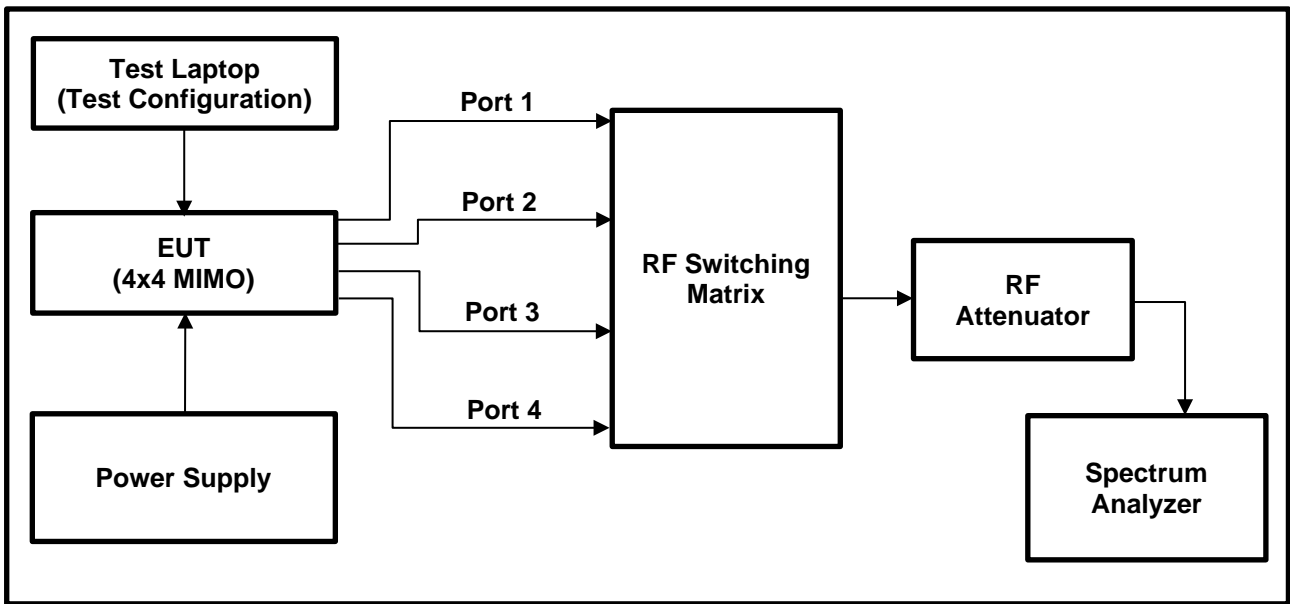 Test Laptop
(Test Configuration)
Port 1
Port 2
EUT
(4x4 MIMO)
RF Switching
Matrix
RF
Attenuator
Port 3
Port 4
Power Supply
Spectrum
Analyzer